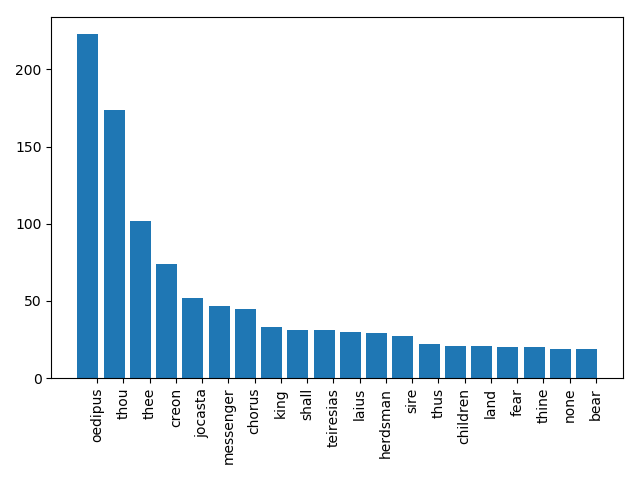 200
150
100
50
0
oedipus
thou
thee
creon
jocasta
messenger
chorus
king
shall
teiresias
laius
herdsman
sire
thus
children
land
fear
thine
none
bear